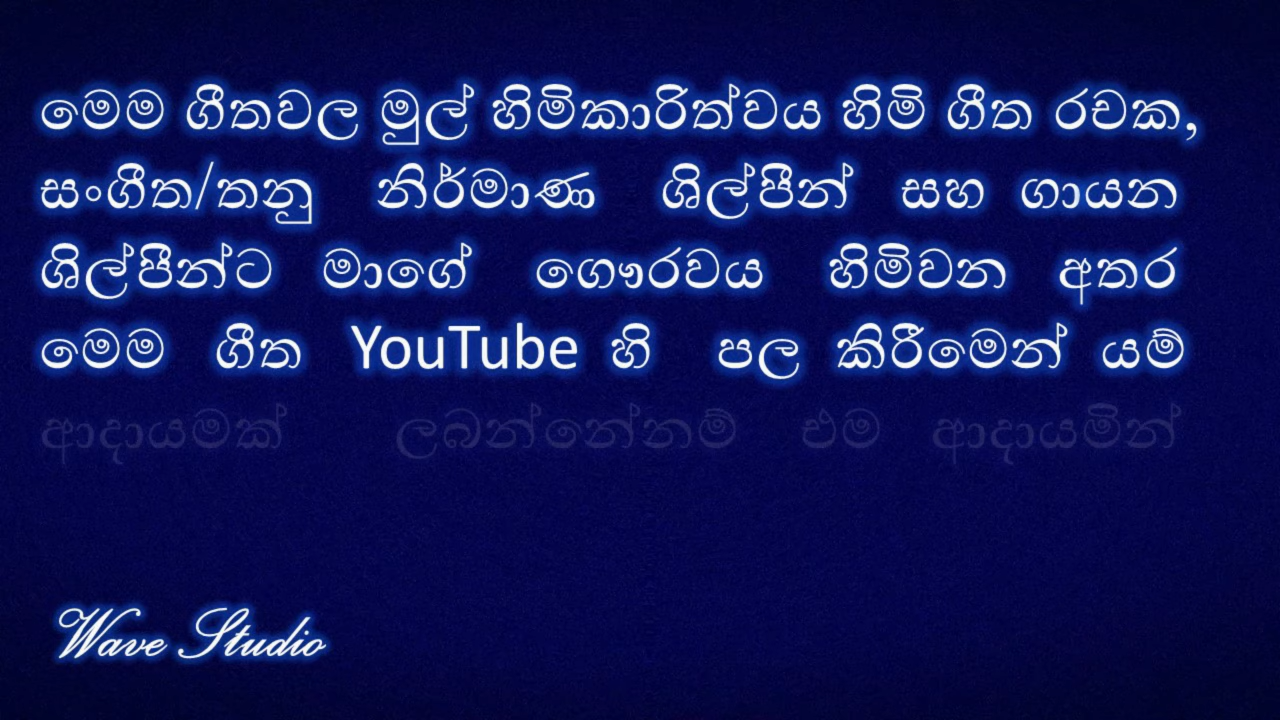 මෙම ගීතවල මුල් හිමිකාරිත්වය හිමි ගීත රචක,
සංගීත/තනු නිර්මාණ ශිල්පීන් සහ ගායන
ශිල්පීන්ට මාගේ ගෞරවය හිමිවන අතර
මෙම ගීත YouTube හි පල කිරීමෙන් යම්
ආදායමක් ලබන්නේනම් එම ආදායමින්
Wave Studio